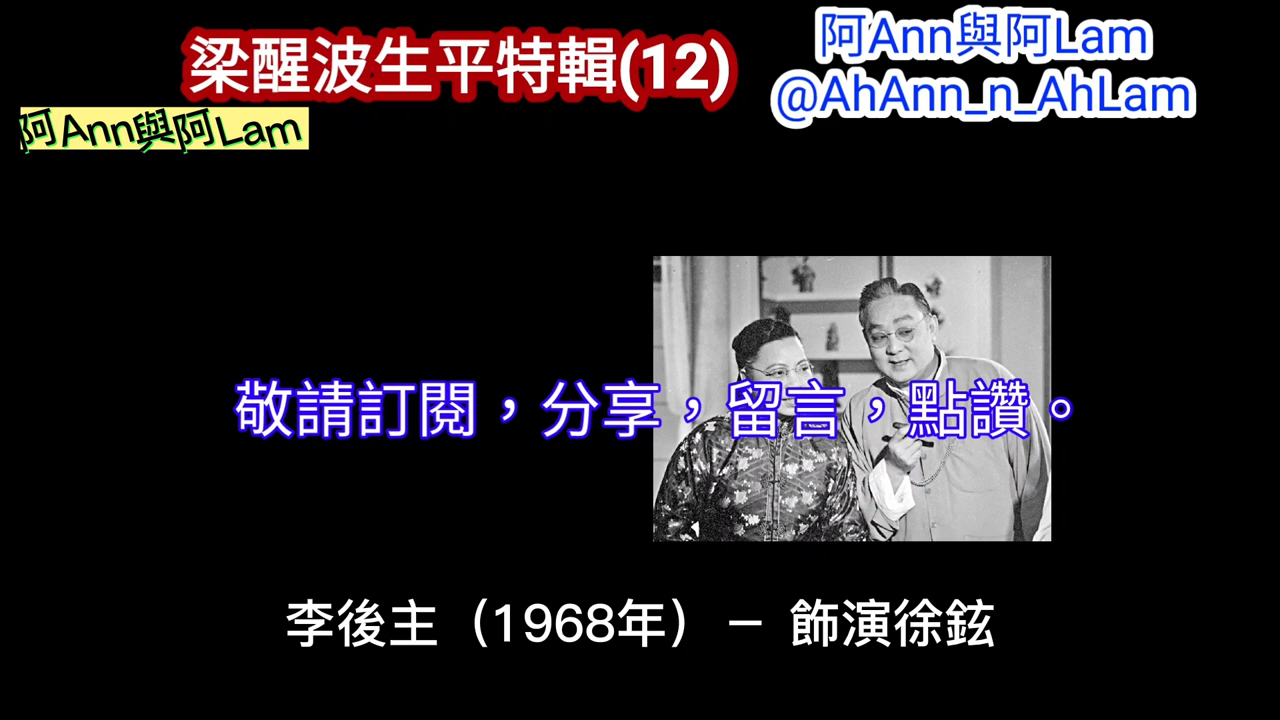 梁醒波生平特輯(12)
阿Ann與阿Lam
@AhAnn_n_AhLam
阿Ann與阿Lam
敬請訂閱，分享，留言，點讚。
李後主（1968年）－ 飾演徐鉉